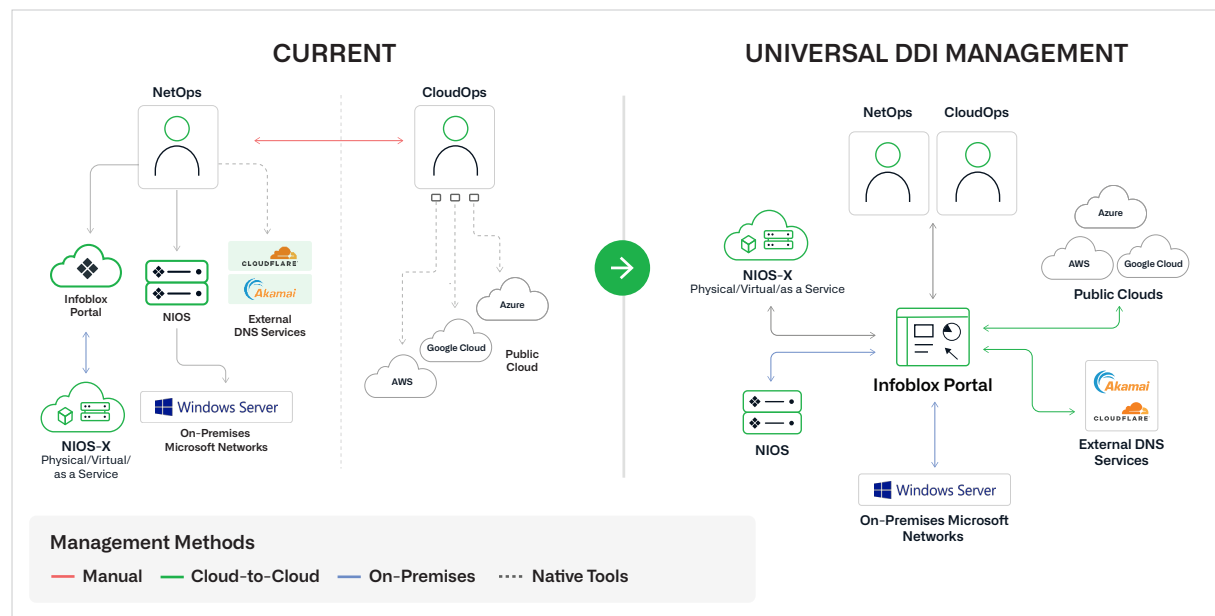 CURRENT
NetOps
CloudOps
Infoblox
Portal
NIOS
CLOUDFLARE
Akamai
External
DNS Services
Azure
Google Cloud
AWS
Public
Cloud
NIOS-X
Physical/Virtual/
as a Service
Windows Server
On-Premises
Microsoft Networks
UNIVERSAL DDI MANAGEMENT
NetOps
CloudOps
NIOS-X
Physical/Virtual/as a Service
Azure
AWS
Google Cloud
Public Clouds
Infoblox Portal
NIOS
Akamai
CLOUDFLARE
External DNS
Services
Windows Server
On-Premises Microsoft
Networks
Management Methods
Manual
Cloud-to-Cloud
On-Premises
Native Tools